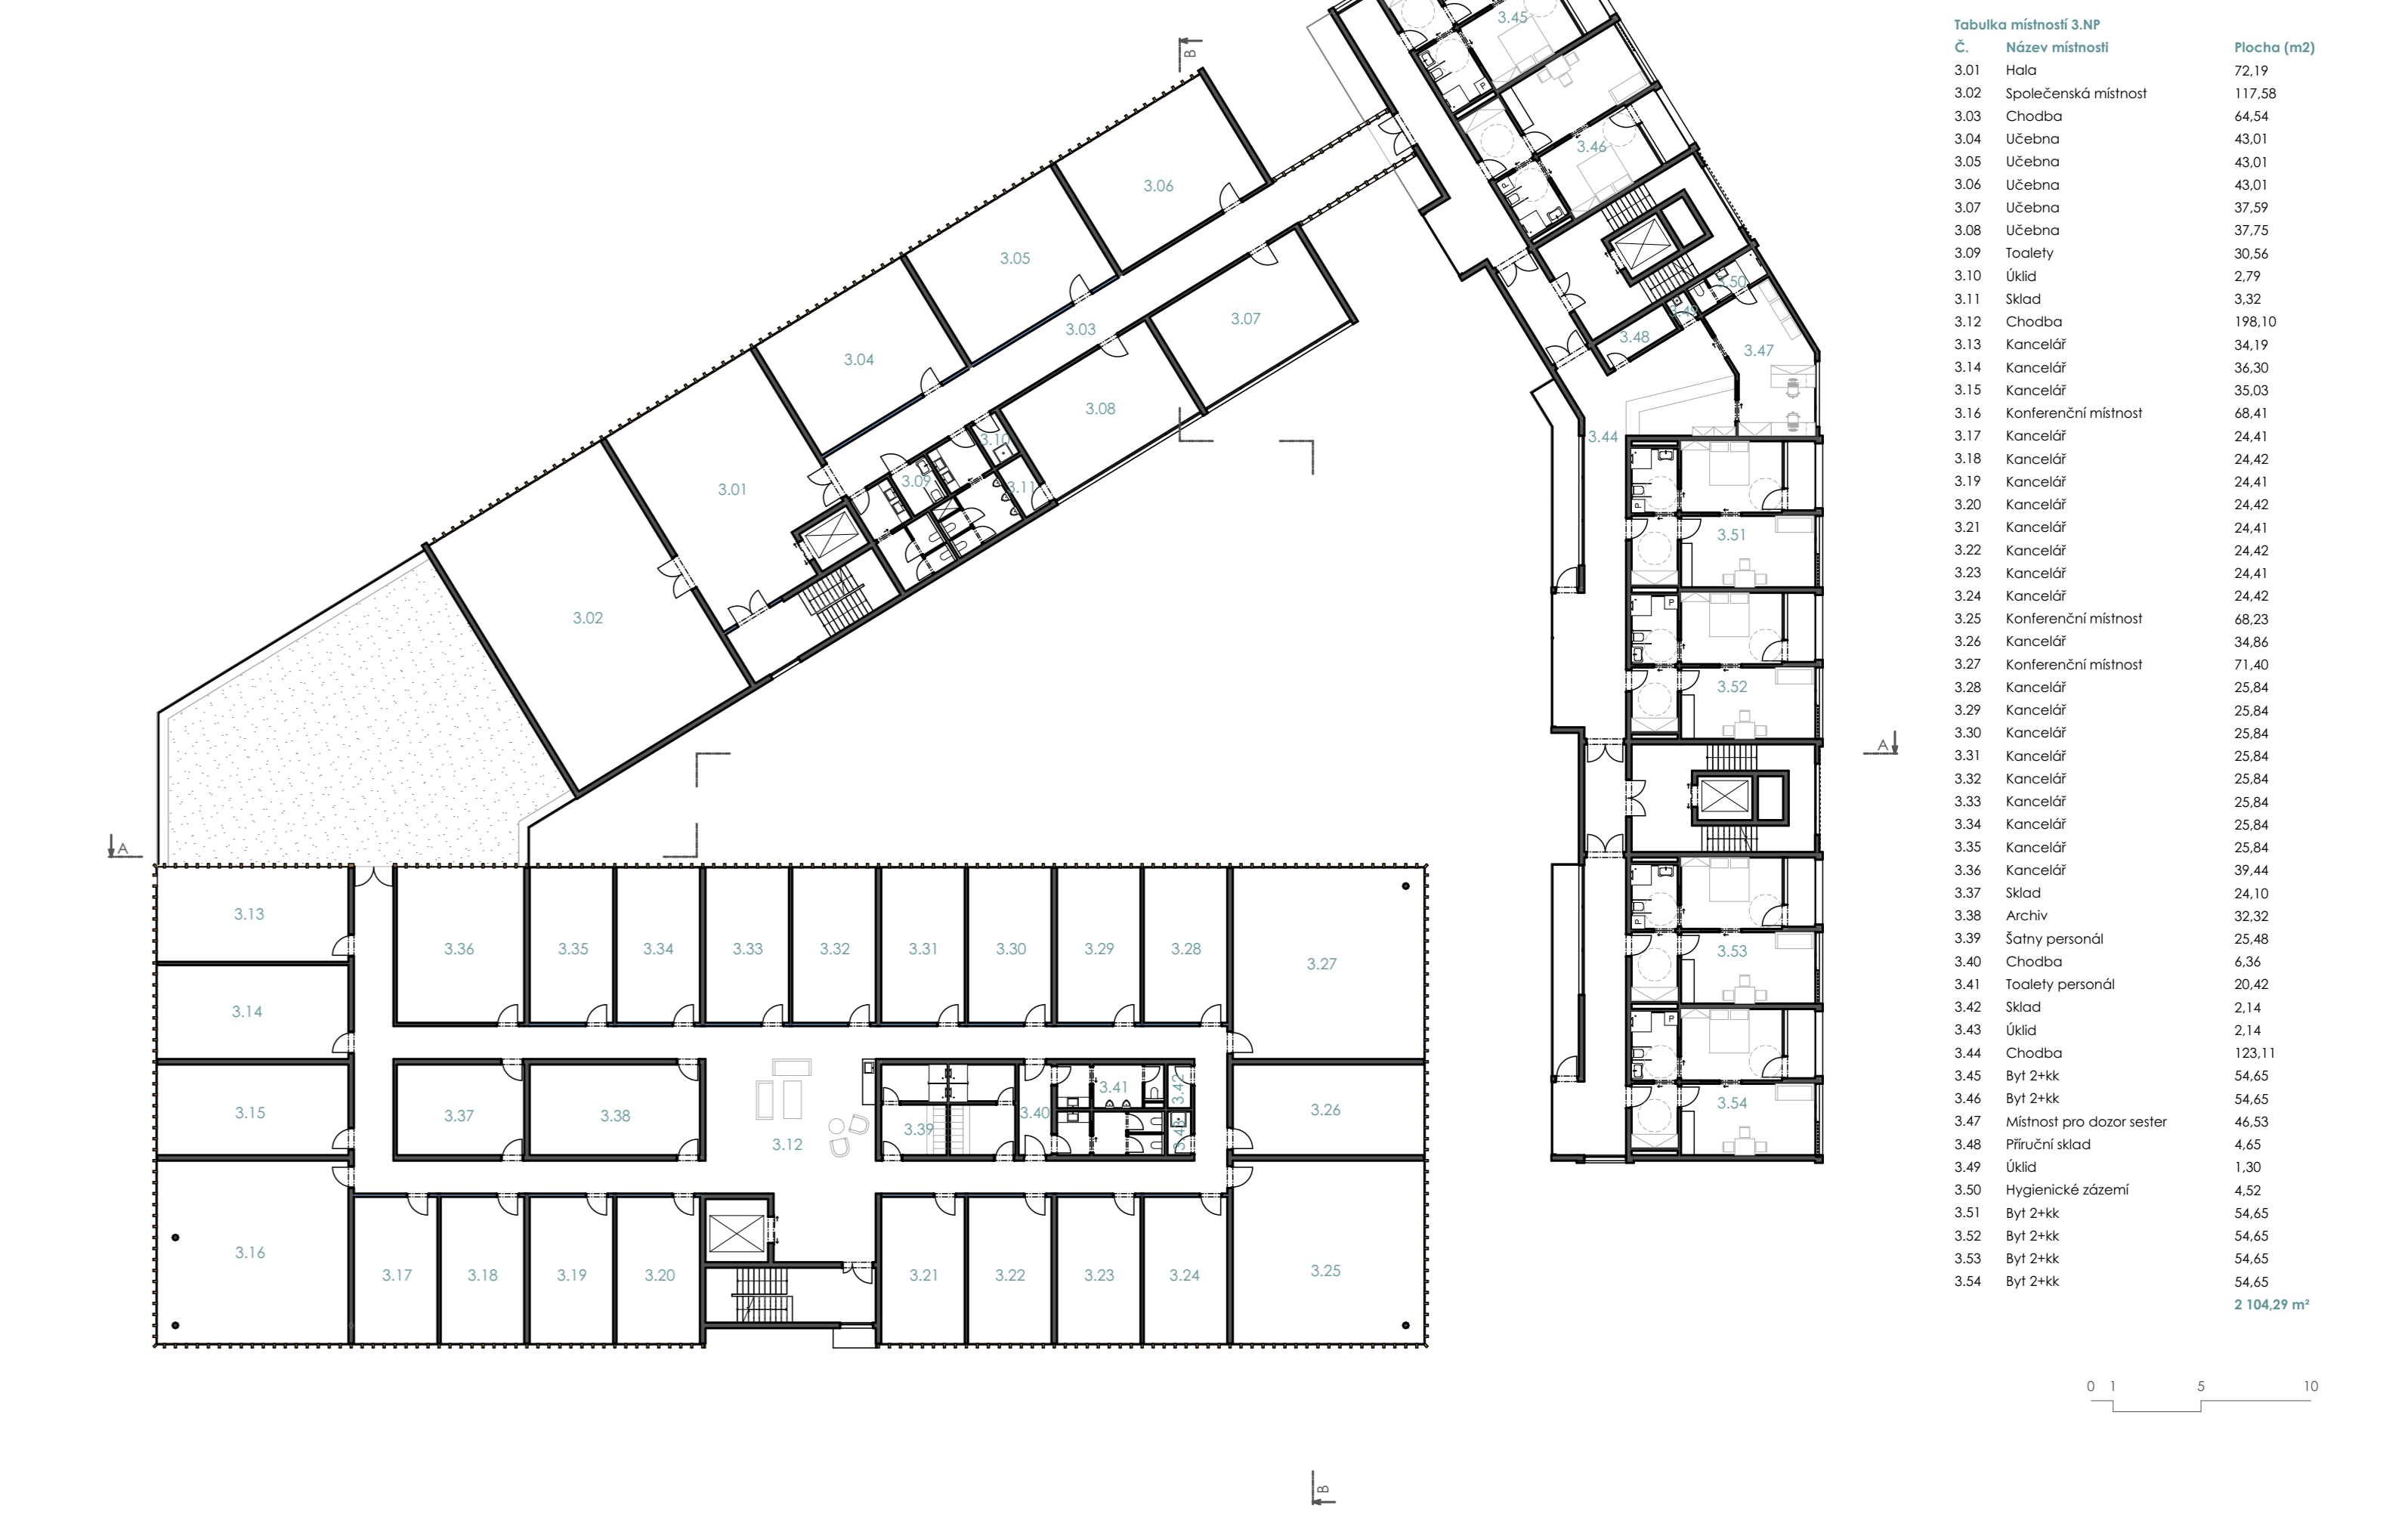 Tabulka místností 3.NP
Č. Název místnosti Plocha (m2)
3.01 Hala 72,19
3.02 Společenská místnost 117,58
3.03 Chodba 64,54
3.04 Učebna 43,01
3.05 Učebna 43,01
3.06 Učebna 43,01
3.07 Učebna 37,59
3.08 Učebna 37,75
3.09 Toalety 30,56
3.10 Úklid 2,79
3.11 Sklad 3,32
3.12 Chodba 198,10
3.13 Kancelář 34,19
3.14 Kancelář 36,30
3.15 Kancelář 35,03
3.16 Konferenční místnost 68,41
3.17 Kancelář 24,41
3.18 Kancelář 24,42
3.19 Kancelář 24,41
3.20 Kancelář 24,42
3.21 Kancelář 24,41
3.22 Kancelář 24,42
3.23 Kancelář 24,41
3.24 Kancelář 24,42
3.25 Konferenční místnost 68,23
3.26 Kancelář 34,86
3.27 Konferenční místnost 71,40
3.28 Kancelář 25,84
3.29 Kancelář 25,84
3.30 Kancelář 25,84
3.31 Kancelář 25,84
3.32 Kancelář 25,84
3.33 Kancelář 25,84
3.34 Kancelář 25,84
3.35 Kancelář 25,84
3.36 Kancelář 39,44
3.37 Sklad 24,10
3.38 Archiv 32,32
3.39 Šatny personál 25,48
3.40 Chodba 6,36
3.41 Toalety personál 20,42
3.42 Sklad 2,14
3.43 Úklid 2,14
3.44 Chodba 123,11
3.45 Byt 2+kk 54,65
3.46 Byt 2+kk 54,65
3.47 Místnost pro dozor sester 46,53
3.48 Příruční sklad 4,65
3.49 Úklid 1,30
3.50 Hygienické zázemí 4,52
3.51 Byt 2+kk 54,65
3.52 Byt 2+kk 54,65
3.53 Byt 2+kk 54,65
3.54 Byt 2+kk 54,65
2 104,29 m²
0 1 5 10
B
3.45
3.46
P
P
3.06
3.05
3.50
3.49
3.48
3.47
3.07
3.03
3.04
3.08
3.10
3.09
3.11
3.01
3.02
3.44
P
3.51
P
3.52
A
A
3.13
3.14
3.15
3.16
3.36
3.35
3.34
3.33
3.32
3.31
3.30
3.29
3.28
3.27
3.37
3.38
3.12
3.39
3.40
3.41
3.42
3.43
3.26
3.25
3.17
3.18
3.19
3.20
3.21
3.22
3.23
3.24
P
3.53
P
3.54
B